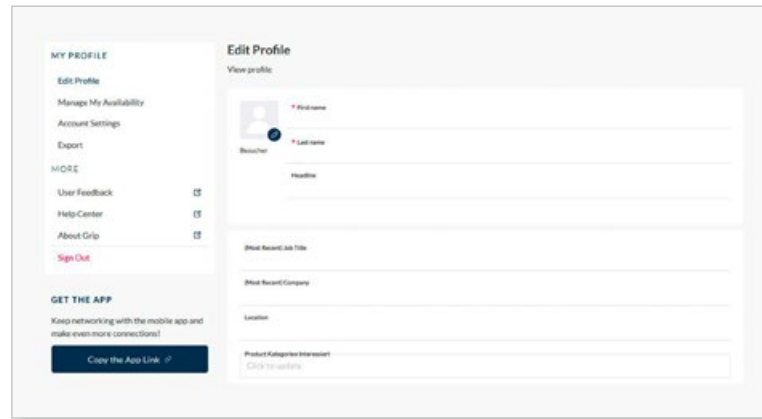 MY PROFILE
Edit Profile
Manage My Availability
Account Settings
Export
MORE
User Feedback
Help Center
About Grip
Sign Out
GET THE APP
Keep networking with the mobile app and
make even more connections!
Copy the App Link
Edit Profile
View profile
Besucher
* First name
* Last name
Headline
(Most Recent) Job Title
(Most Recent) Company
Location
Product Kategorien Interessiert
Click to update